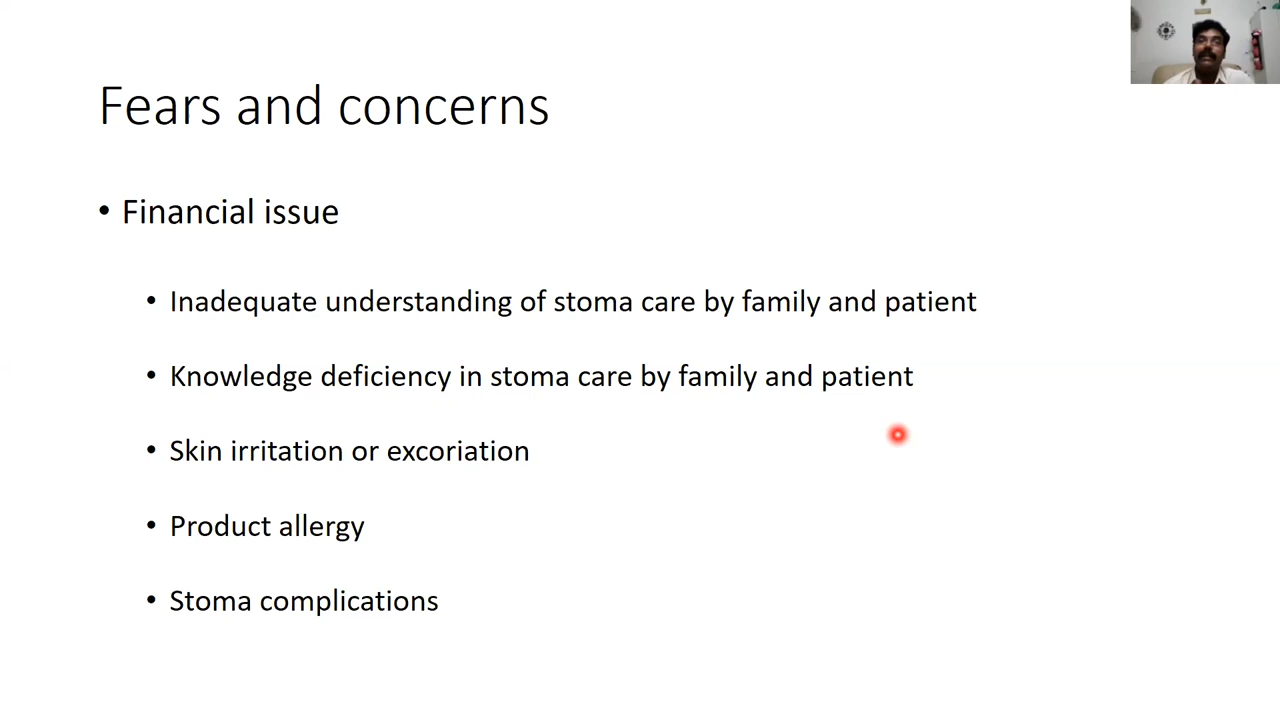 Fears and concerns
• Financial issue
• Inadequate understanding of stoma care by family and patient
• Knowledge deficiency in stoma care by family and patient
• Skin irritation or excoriation
• Product allergy
• Stoma complications